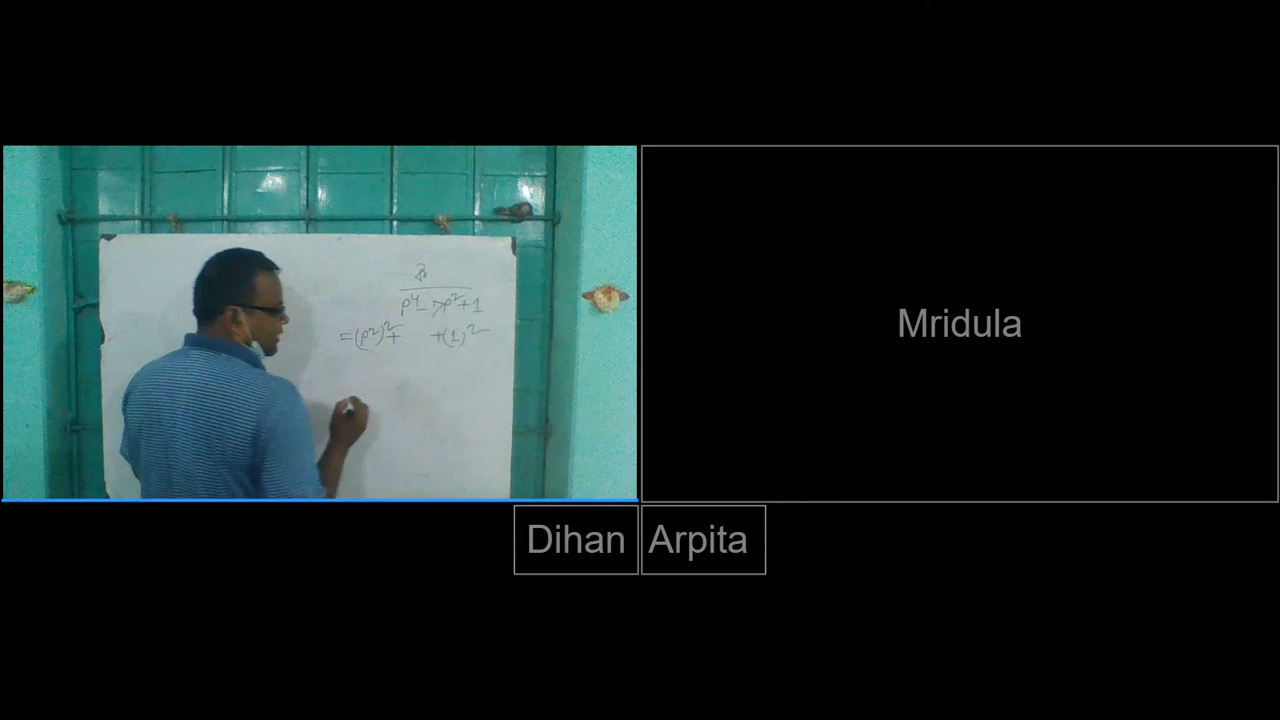 p⁴ - 7p² + 1
= (p²)² +     + (1)²
Mridula
Dihan
Arpita